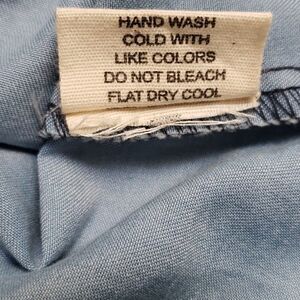 HAND WASH
COLD WITH
LIKE COLORS
DO NOT BLEACH
FLAT DRY COOL